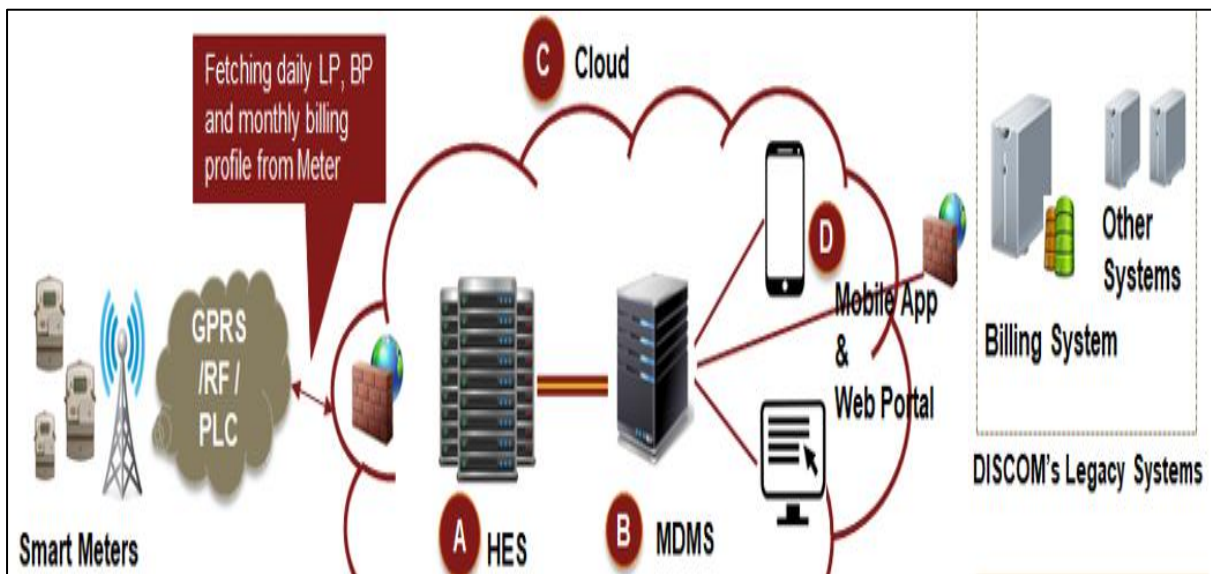 Fetching daily LP, BP
and monthly billing
profile from Meter
C Cloud
GPRS
/RF /
PLC
Smart Meters
A HES
B MDMS
D
Mobile App
&
Web Portal
Billing System
Other
Systems
DISCOM's Legacy Systems